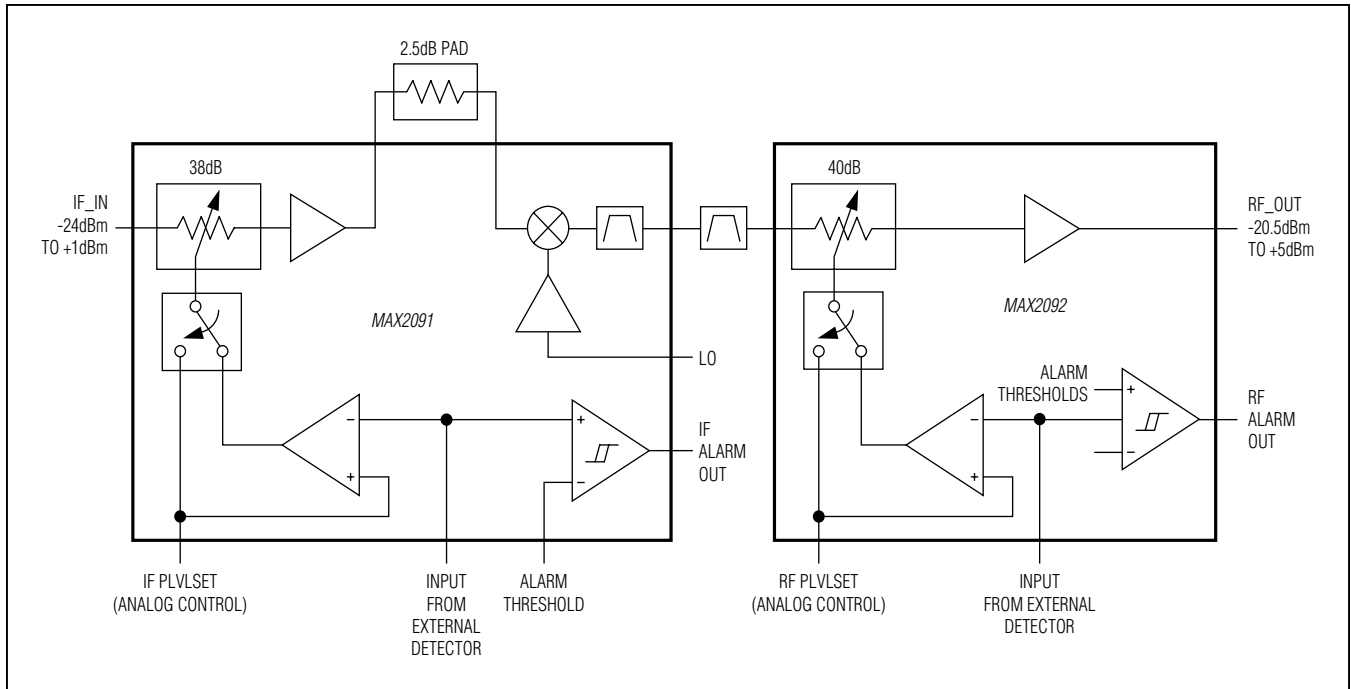 2.5dB PAD
38dB
IF_IN
-24dBm
TO +1dBm
MAX2091
LO
-
+
+
-
IF
ALARM
OUT
IF PLVLSET
(ANALOG CONTROL)
INPUT
FROM
EXTERNAL
DETECTOR
ALARM
THRESHOLD
40dB
RF_OUT
-20.5dBm
TO +5dBm
MAX2092
ALARM
THRESHOLDS
-
+
+
-
RF
ALARM
OUT
RF PLVLSET
(ANALOG CONTROL)
INPUT
FROM EXTERNAL
DETECTOR